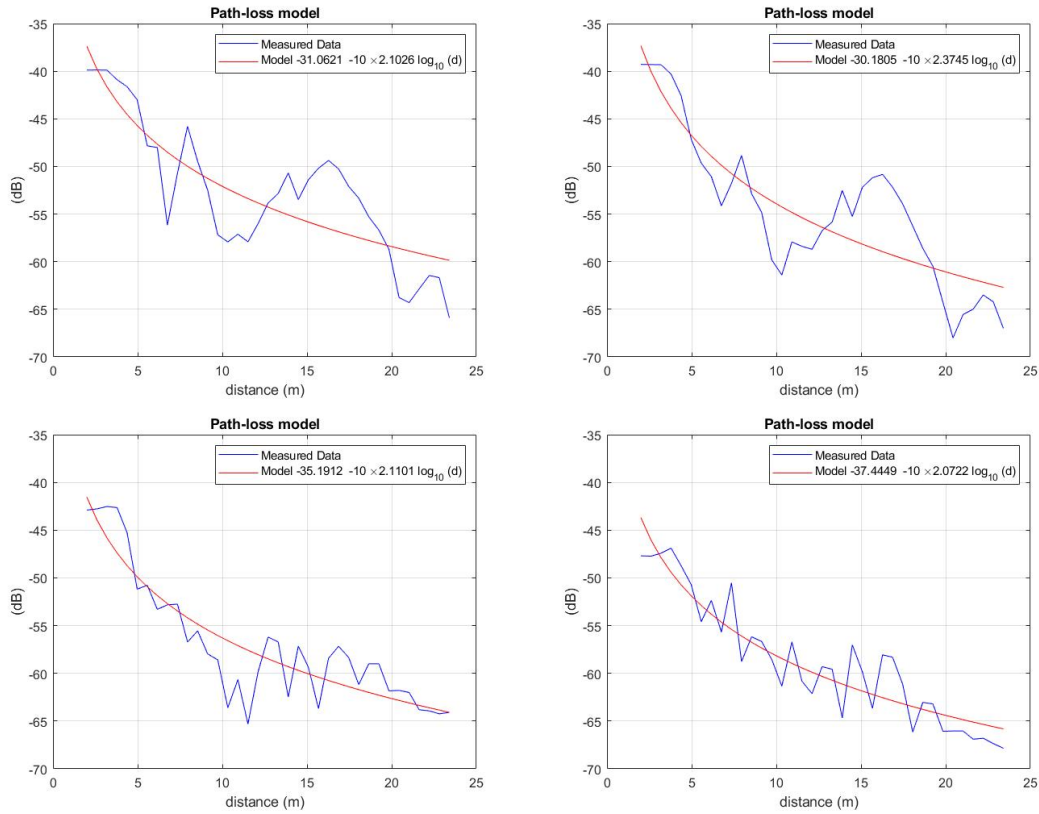 Path-loss model
-35
-40
-45
-50
-55
-60
-65
-70
(dB)
Measured Data
Model -31.0621 -10 ×2.1026 log10 (d)
0 5 10 15 20 25
distance (m)
Path-loss model
-35
-40
-45
-50
-55
-60
-65
-70
(dB)
Measured Data
Model -30.1805 -10 ×2.3745 log10 (d)
0 5 10 15 20 25
distance (m)
Path-loss model
-35
-40
-45
-50
-55
-60
-65
-70
(dB)
Measured Data
Model -35.1912 -10 ×2.1101 log10 (d)
0 5 10 15 20 25
distance (m)
Path-loss model
-35
-40
-45
-50
-55
-60
-65
-70
(dB)
Measured Data
Model -37.4449 -10 ×2.0722 log10 (d)
0 5 10 15 20 25
distance (m)